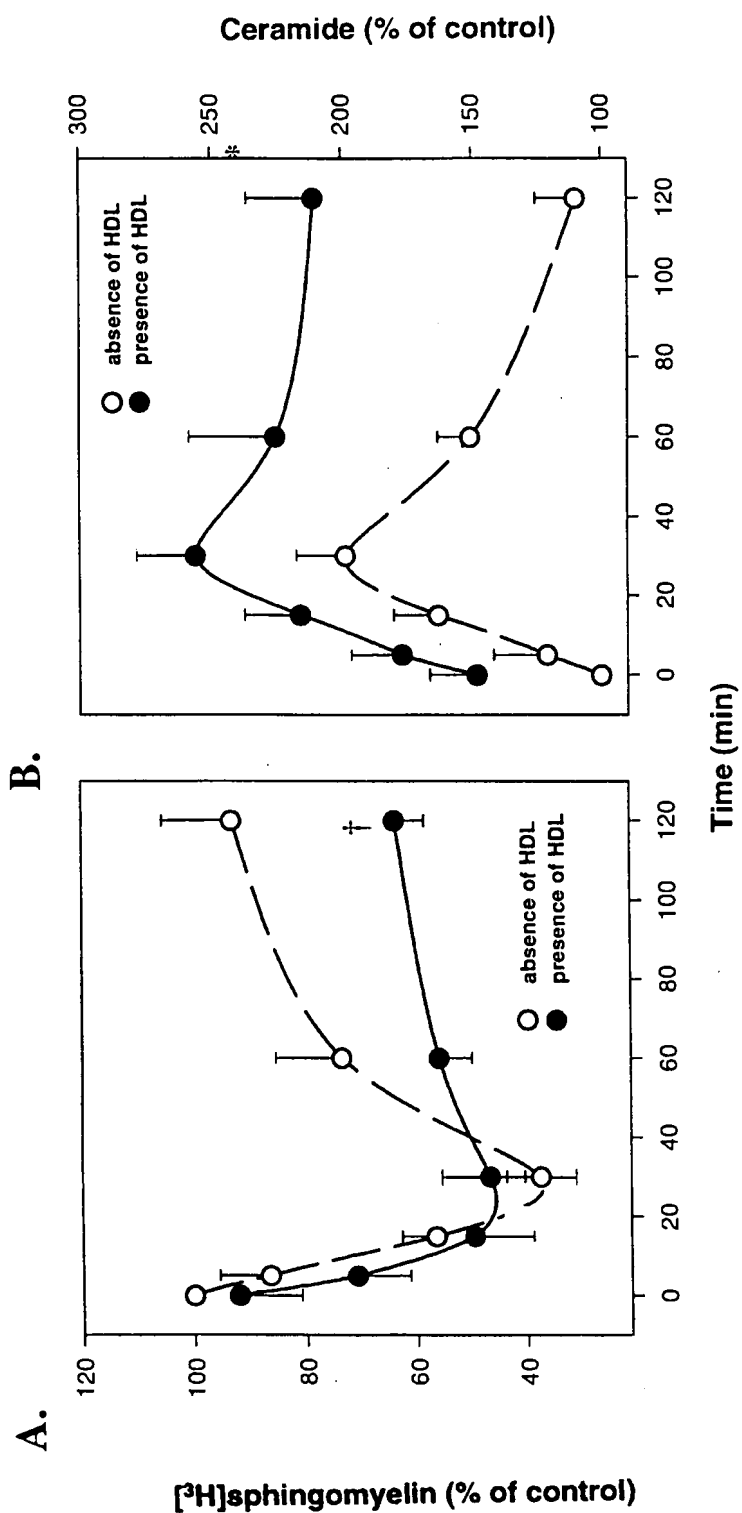 A.
[³H]sphingomyelin (% of control)
120
100
80
60
40
†
absence of HDL
presence of HDL
0 20 40 60 80 100 120
B.
absence of HDL
presence of HDL
*
300
250
200
150
100
Ceramide (% of control)
0 20 40 60 80 100 120
Time (min)